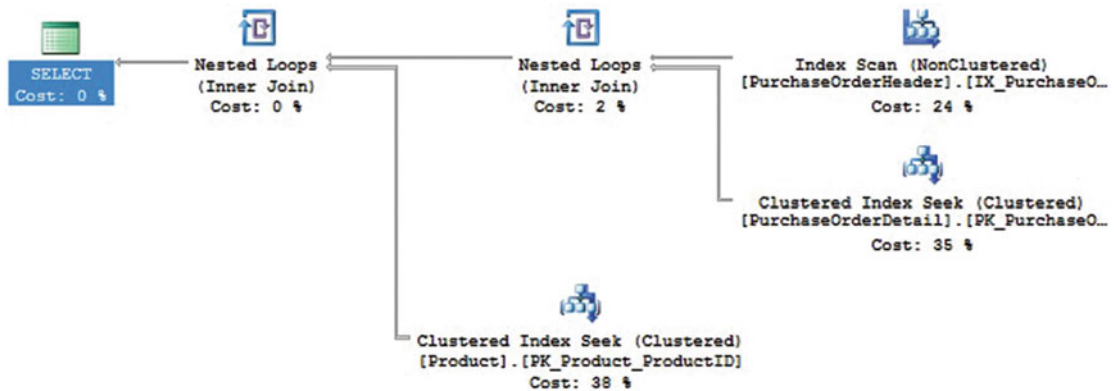 SELECT
Cost: 0 %
Nested Loops
(Inner Join)
Cost: 0 %
Nested Loops
(Inner Join)
Cost: 2 %
Index Scan (NonClustered)
[PurchaseOrderHeader].[IX_PurchaseO…
Cost: 24 %
Clustered Index Seek (Clustered)
[PurchaseOrderDetail].[PK_PurchaseO…
Cost: 35 %
Clustered Index Seek (Clustered)
[Product].[PK_Product_ProductID]
Cost: 38 %